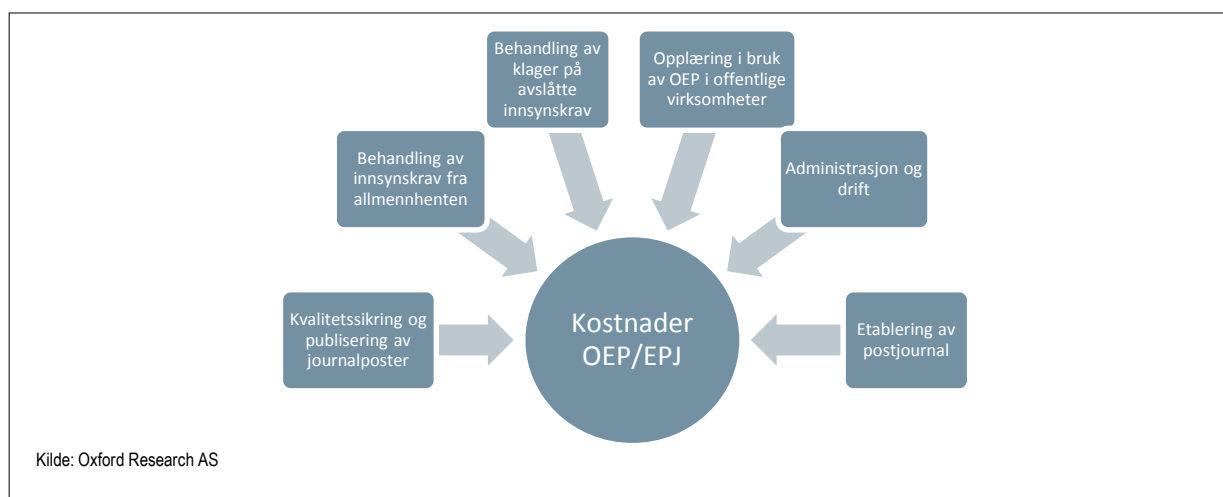 Behandling av
klager på
avslåtte
innsynskrav
Opplæring i bruk
av OEP i offentlige
virksomheter
Behandling av
innsynskrav fra
allmennhenten
Administrasjon og
drift
Kvalitetssikring og
publisering av
journalposter
Kostnader
OEP/EPJ
Etablering av
postjournal
Kilde: Oxford Research AS